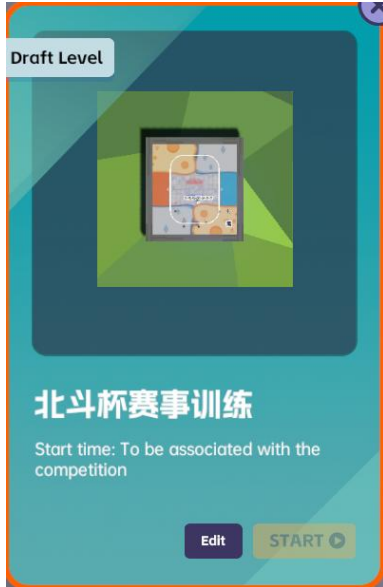 Draft Level
北斗杯赛事训练
Start time: To be associated with the
competition
Edit
START